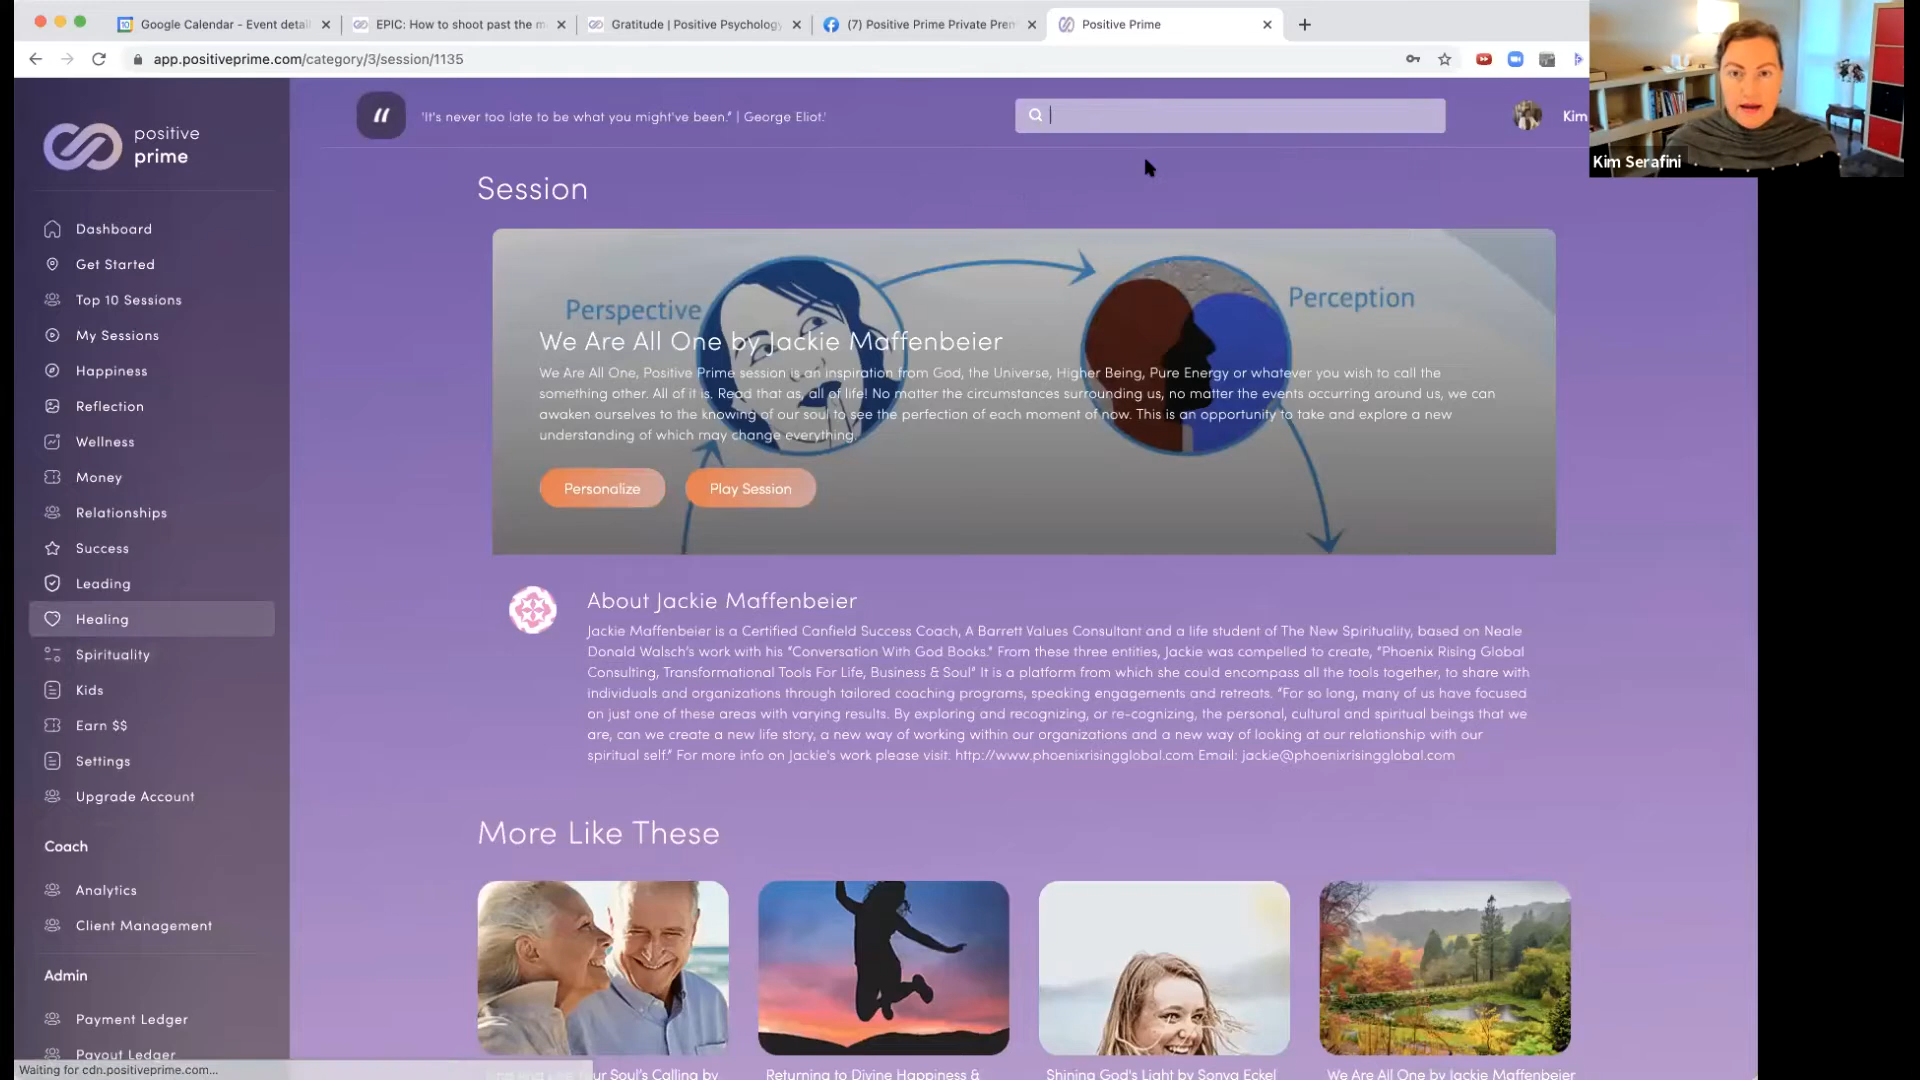 Google Calendar - Event detail
EPIC: How to shoot past the m
Gratitude | Positive Psychology
(7) Positive Prime Private Prem
Positive Prime
app.positiveprime.com/category/3/session/1135
positive
prime
'It's never too late to be what you might've been." | George Eliot.'
Kim
Kim Serafini
Dashboard
Get Started
Top 10 Sessions
My Sessions
Happiness
Reflection
Wellness
Money
Relationships
Success
Leading
Healing
Spirituality
Kids
Earn $$
Settings
Upgrade Account
Coach
Analytics
Client Management
Admin
Payment Ledger
Payout Ledger
Waiting for cdn.positiveprime.com...
Session
Perspective
Perception
We Are All One by Jackie Maffenbeier
We Are All One, Positive Prime session is an inspiration from God, the Universe, Higher Being, Pure Energy or whatever you wish to call the
something other. All of it is. Read that as, all of life! No matter the circumstances surrounding us, no matter the events occurring around us, we can
awaken ourselves to the knowing of our soul to see the perfection of each moment of now. This is an opportunity to take and explore a new
understanding of which may change everything.
Personalize
Play Session
About Jackie Maffenbeier
Jackie Maffenbeier is a Certified Canfield Success Coach, A Barrett Values Consultant and a life student of The New Spirituality, based on Neale
Donald Walsch's work with his "Conversation With God Books." From these three entities, Jackie was compelled to create, "Phoenix Rising Global
Consulting, Transformational Tools For Life, Business & Soul" It is a platform from which she could encompass all the tools together, to share with
individuals and organizations through tailored coaching programs, speaking engagements and retreats. "For so long, many of us have focused
on just one of these areas with varying results. By exploring and recognizing, or re-cognizing, the personal, cultural and spiritual beings that we
are, can we create a new life story, a new way of working within our organizations and a new way of looking at our relationship with our
spiritual self." For more info on Jackie's work please visit: http://www.phoenixrisingglobal.com Email: jackie@phoenixrisingglobal.com
More Like These
Your Soul's Calling by
Returning to Divine Happiness &
Shining God's Light by Sonya Eckel
We Are All One by Jackie Maffenbeier